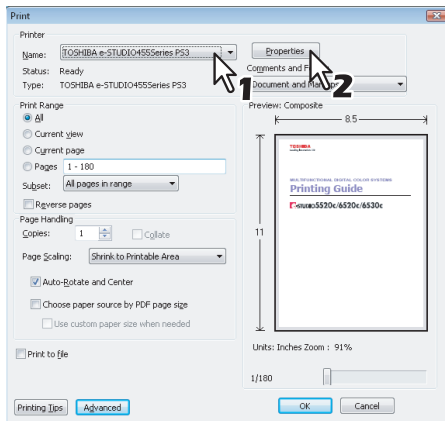 Print
Printer
Name: TOSHIBA e-STUDIO455Series PS3
Properties
Status: Ready
Comments and F
Type: TOSHIBA e-STUDIO455Series PS3
Document and Markups
1
2
Print Range
All
Current view
Current page
Pages 1 - 180
Subset: All pages in range
Reverse pages
Page Handling
Copies: 1 Collate
Page Scaling: Shrink to Printable Area
Auto-Rotate and Center
Choose paper source by PDF page size
Use custom paper size when needed
Print to file
Printing Tips
Advanced
Preview: Composite
8.5
11
TOSHIBA
MULTIFUNCTIONAL DIGITAL COLOR SYSTEMS
Printing Guide
e-STUDIO5520c/6520c/6530c
Units: Inches Zoom : 91%
1/180
OK
Cancel